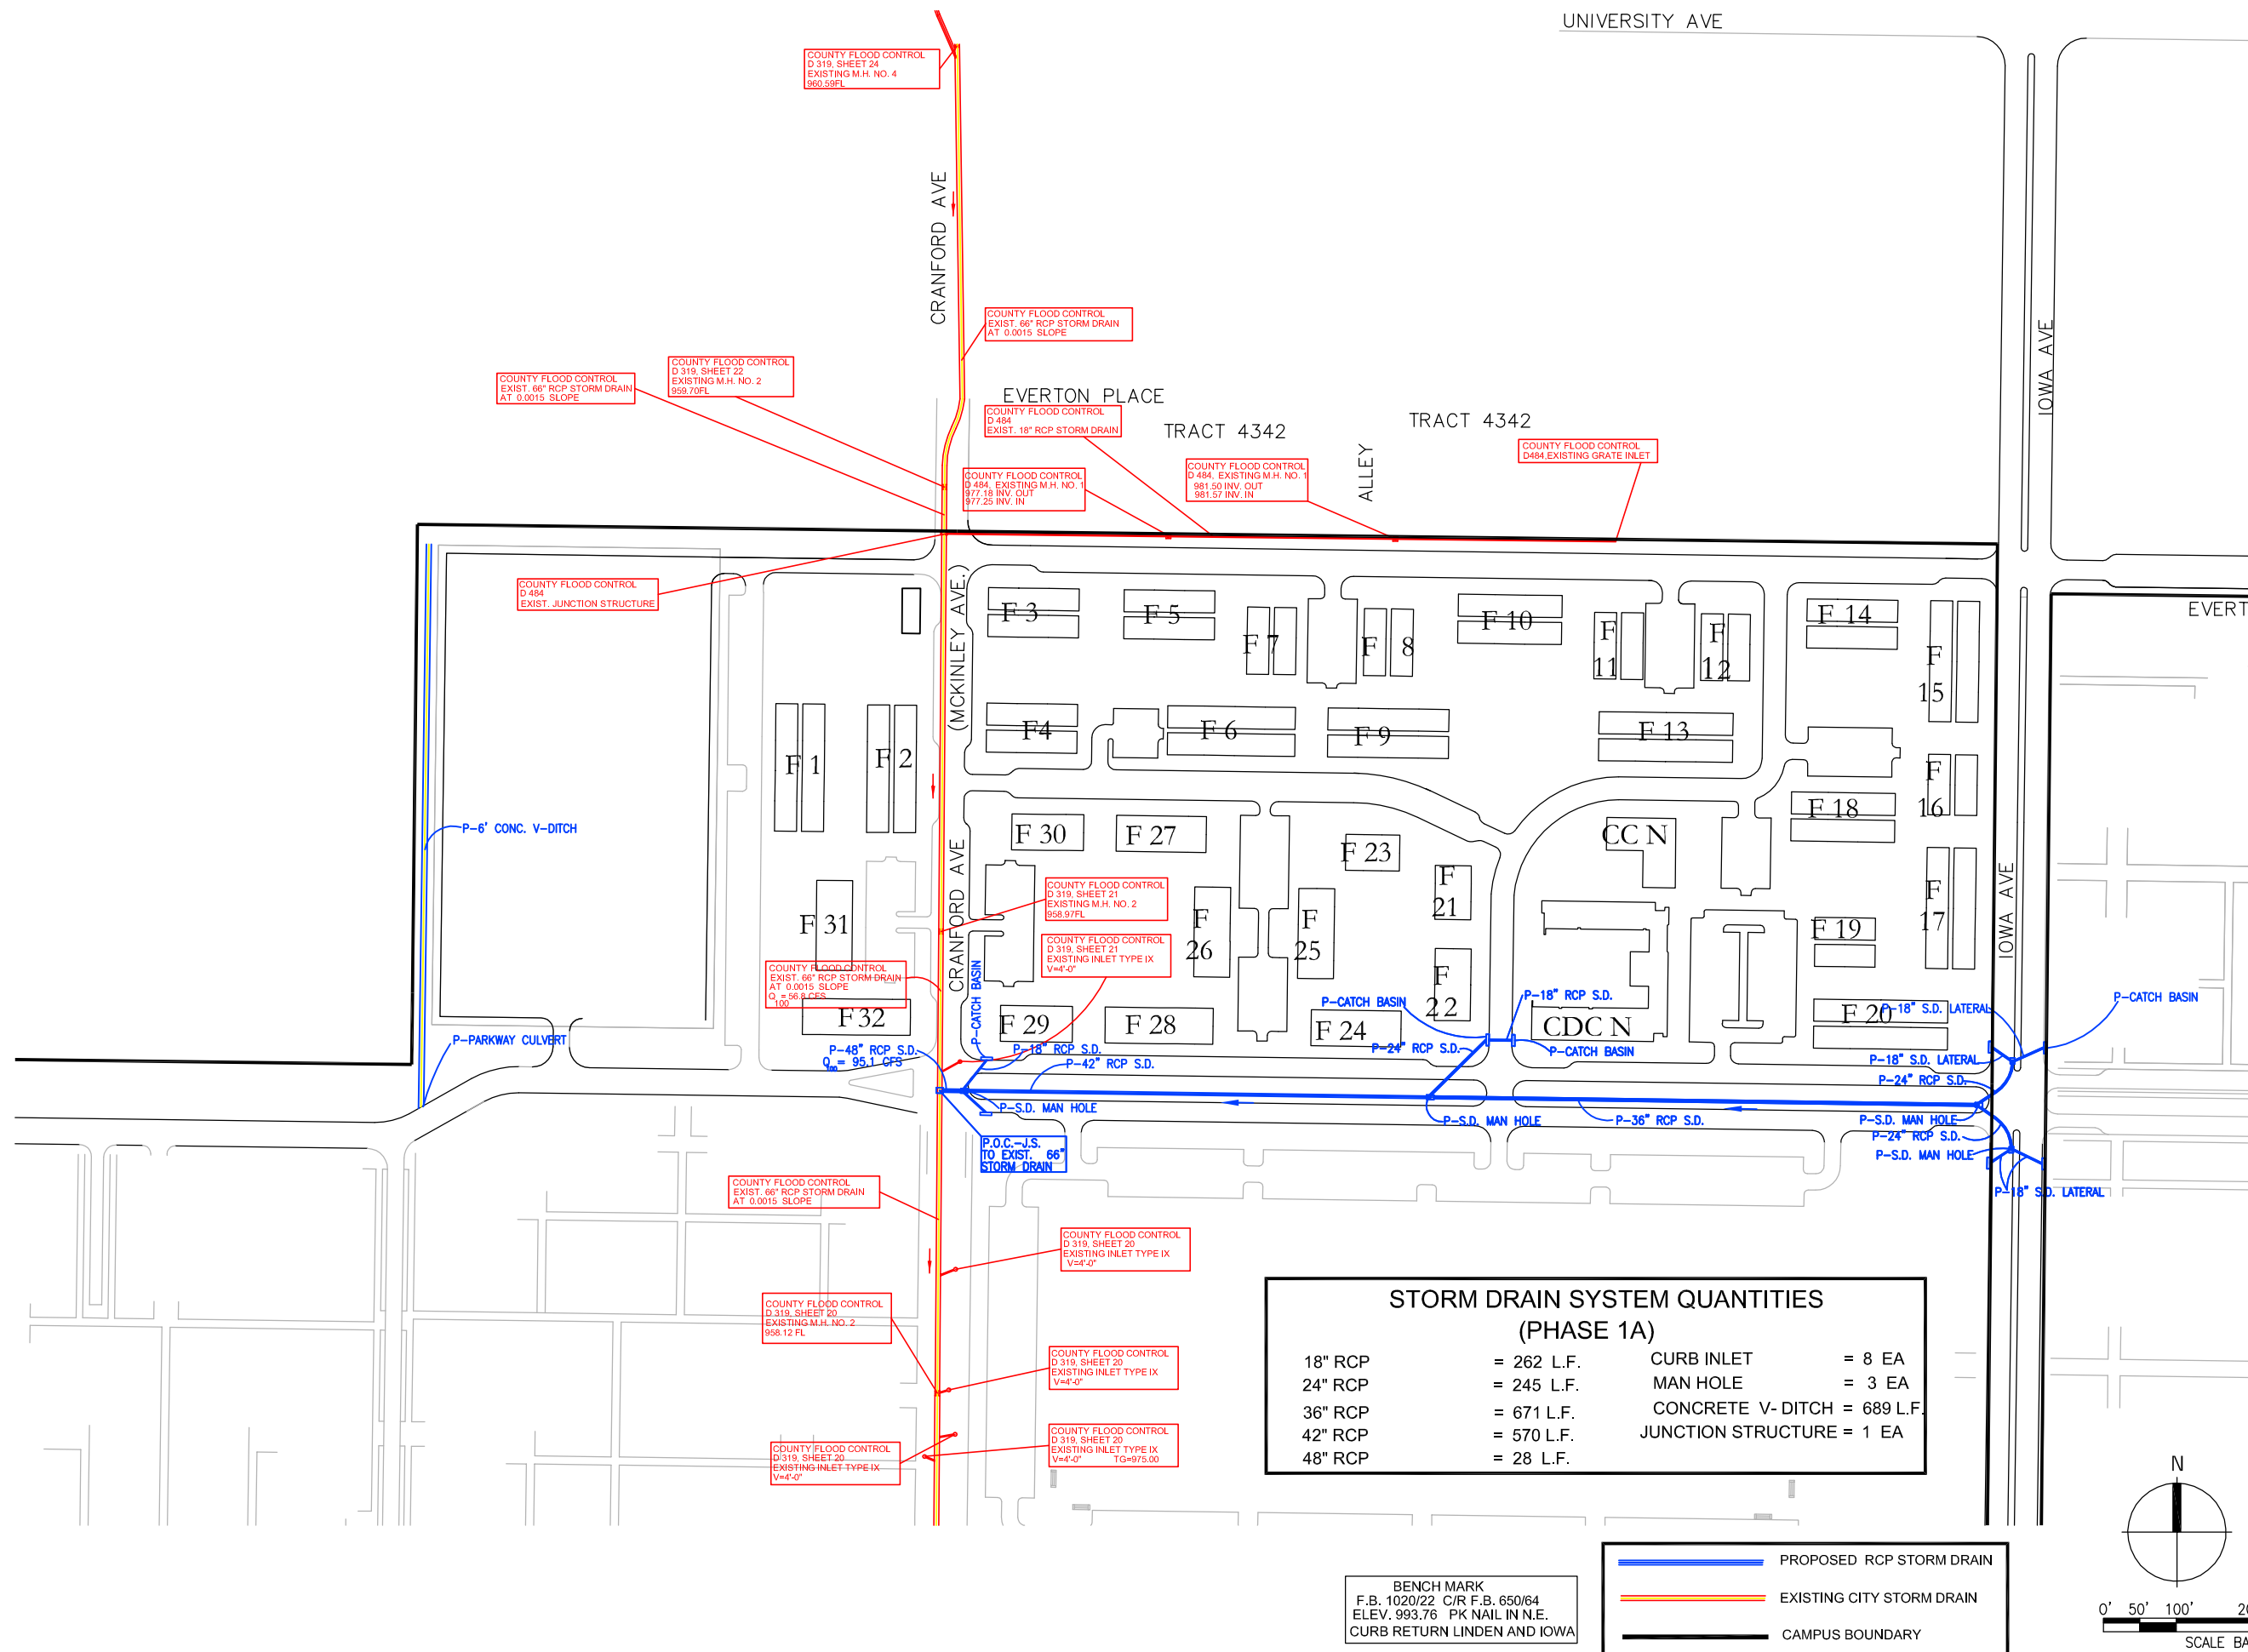 UNIVERSITY AVE
COUNTY FLOOD CONTROL
D 319, SHEET 24
EXISTING M.H. NO. 4
960.59FL
CRANFORD AVE
COUNTY FLOOD CONTROL
EXIST. 66" RCP STORM DRAIN
AT 0.0015 SLOPE
IOWA AVE
COUNTY FLOOD CONTROL
D 319, SHEET 22
EXISTING M.H. NO. 2
959.70FL
COUNTY FLOOD CONTROL
EXIST. 66" RCP STORM DRAIN
AT 0.0015 SLOPE
EVERTON PLACE
COUNTY FLOOD CONTROL
D 484
EXIST. 18" RCP STORM DRAIN
TRACT 4342
TRACT 4342
ALLEY
COUNTY FLOOD CONTROL
D484,EXISTING GRATE INLET
COUNTY FLOOD CONTROL
D 484, EXISTING M.H. NO. 1
977.18 INV. OUT
977.25 INV. IN
COUNTY FLOOD CONTROL
D 484, EXISTING M.H. NO. 1
981.50 INV. OUT
981.57 INV. IN
COUNTY FLOOD CONTROL
D 484
EXIST. JUNCTION STRUCTURE
(MCKINLEY AVE.)
EVERT
F 3
F 5
F 7
F 8
F 10
F 11
F 12
F 14
F 15
F4
F 6
F 9
F 13
F 1
F 2
F 16
F 18
P-6' CONC. V-DITCH
F 30
F 27
F 23
CC N
F 21
F 17
F 31
CRANFORD AVE
IOWA AVE
COUNTY FLOOD CONTROL
D 319, SHEET 21
EXISTING M.H. NO. 2
958.97FL
F 26
F 25
F 19
COUNTY FLOOD CONTROL
D 319, SHEET 21
EXISTING INLET TYPE IX
V=4'-0"
COUNTY FLOOD CONTROL
EXIST. 66" RCP STORM DRAIN
AT 0.0015 SLOPE
Q = 56.8 CFS
100
F 22
P-CATCH BASIN
P-CATCH BASIN
P-18" RCP S.D.
P-CATCH BASIN
F 32
F 29
F 28
F 24
CDC N
F 20
P-18" S.D. LATERAL
P-PARKWAY CULVERT
P-48" RCP S.D.
Q100 = 95.1 CFS
P-18" RCP S.D.
P-42" RCP S.D.
P-24" RCP S.D.
P-CATCH BASIN
P-18" S.D. LATERAL
P-24" RCP S.D.
P-S.D. MAN HOLE
P-S.D. MAN HOLE
P-36" RCP S.D.
P-S.D. MAN HOLE
P-24" RCP S.D.
P-S.D. MAN HOLE
P-18" S.D. LATERAL
P.O.C.-J.S.
TO EXIST. 66"
STORM DRAIN
COUNTY FLOOD CONTROL
EXIST. 66" RCP STORM DRAIN
AT 0.0015 SLOPE
COUNTY FLOOD CONTROL
D 319, SHEET 20
EXISTING INLET TYPE IX
V=4'-0"
COUNTY FLOOD CONTROL
D 319, SHEET 20
EXISTING M.H. NO. 2
958.12 FL
COUNTY FLOOD CONTROL
D 319, SHEET 20
EXISTING INLET TYPE IX
V=4'-0"
COUNTY FLOOD CONTROL
D 319, SHEET 20
EXISTING INLET TYPE IX
V=4'-0" TG=975.00
COUNTY FLOOD CONTROL
D 319, SHEET 20
EXISTING INLET TYPE IX
V=4'-0"
STORM DRAIN SYSTEM QUANTITIES
(PHASE 1A)
18" RCP = 262 L.F. CURB INLET = 8 EA
24" RCP = 245 L.F. MAN HOLE = 3 EA
36" RCP = 671 L.F. CONCRETE V-DITCH = 689 L.F.
42" RCP = 570 L.F. JUNCTION STRUCTURE = 1 EA
48" RCP = 28 L.F.
N
BENCH MARK
F.B. 1020/22 C/R F.B. 650/64
ELEV. 993.76 PK NAIL IN N.E.
CURB RETURN LINDEN AND IOWA
PROPOSED RCP STORM DRAIN
EXISTING CITY STORM DRAIN
CAMPUS BOUNDARY
0' 50' 100' 20
SCALE BA